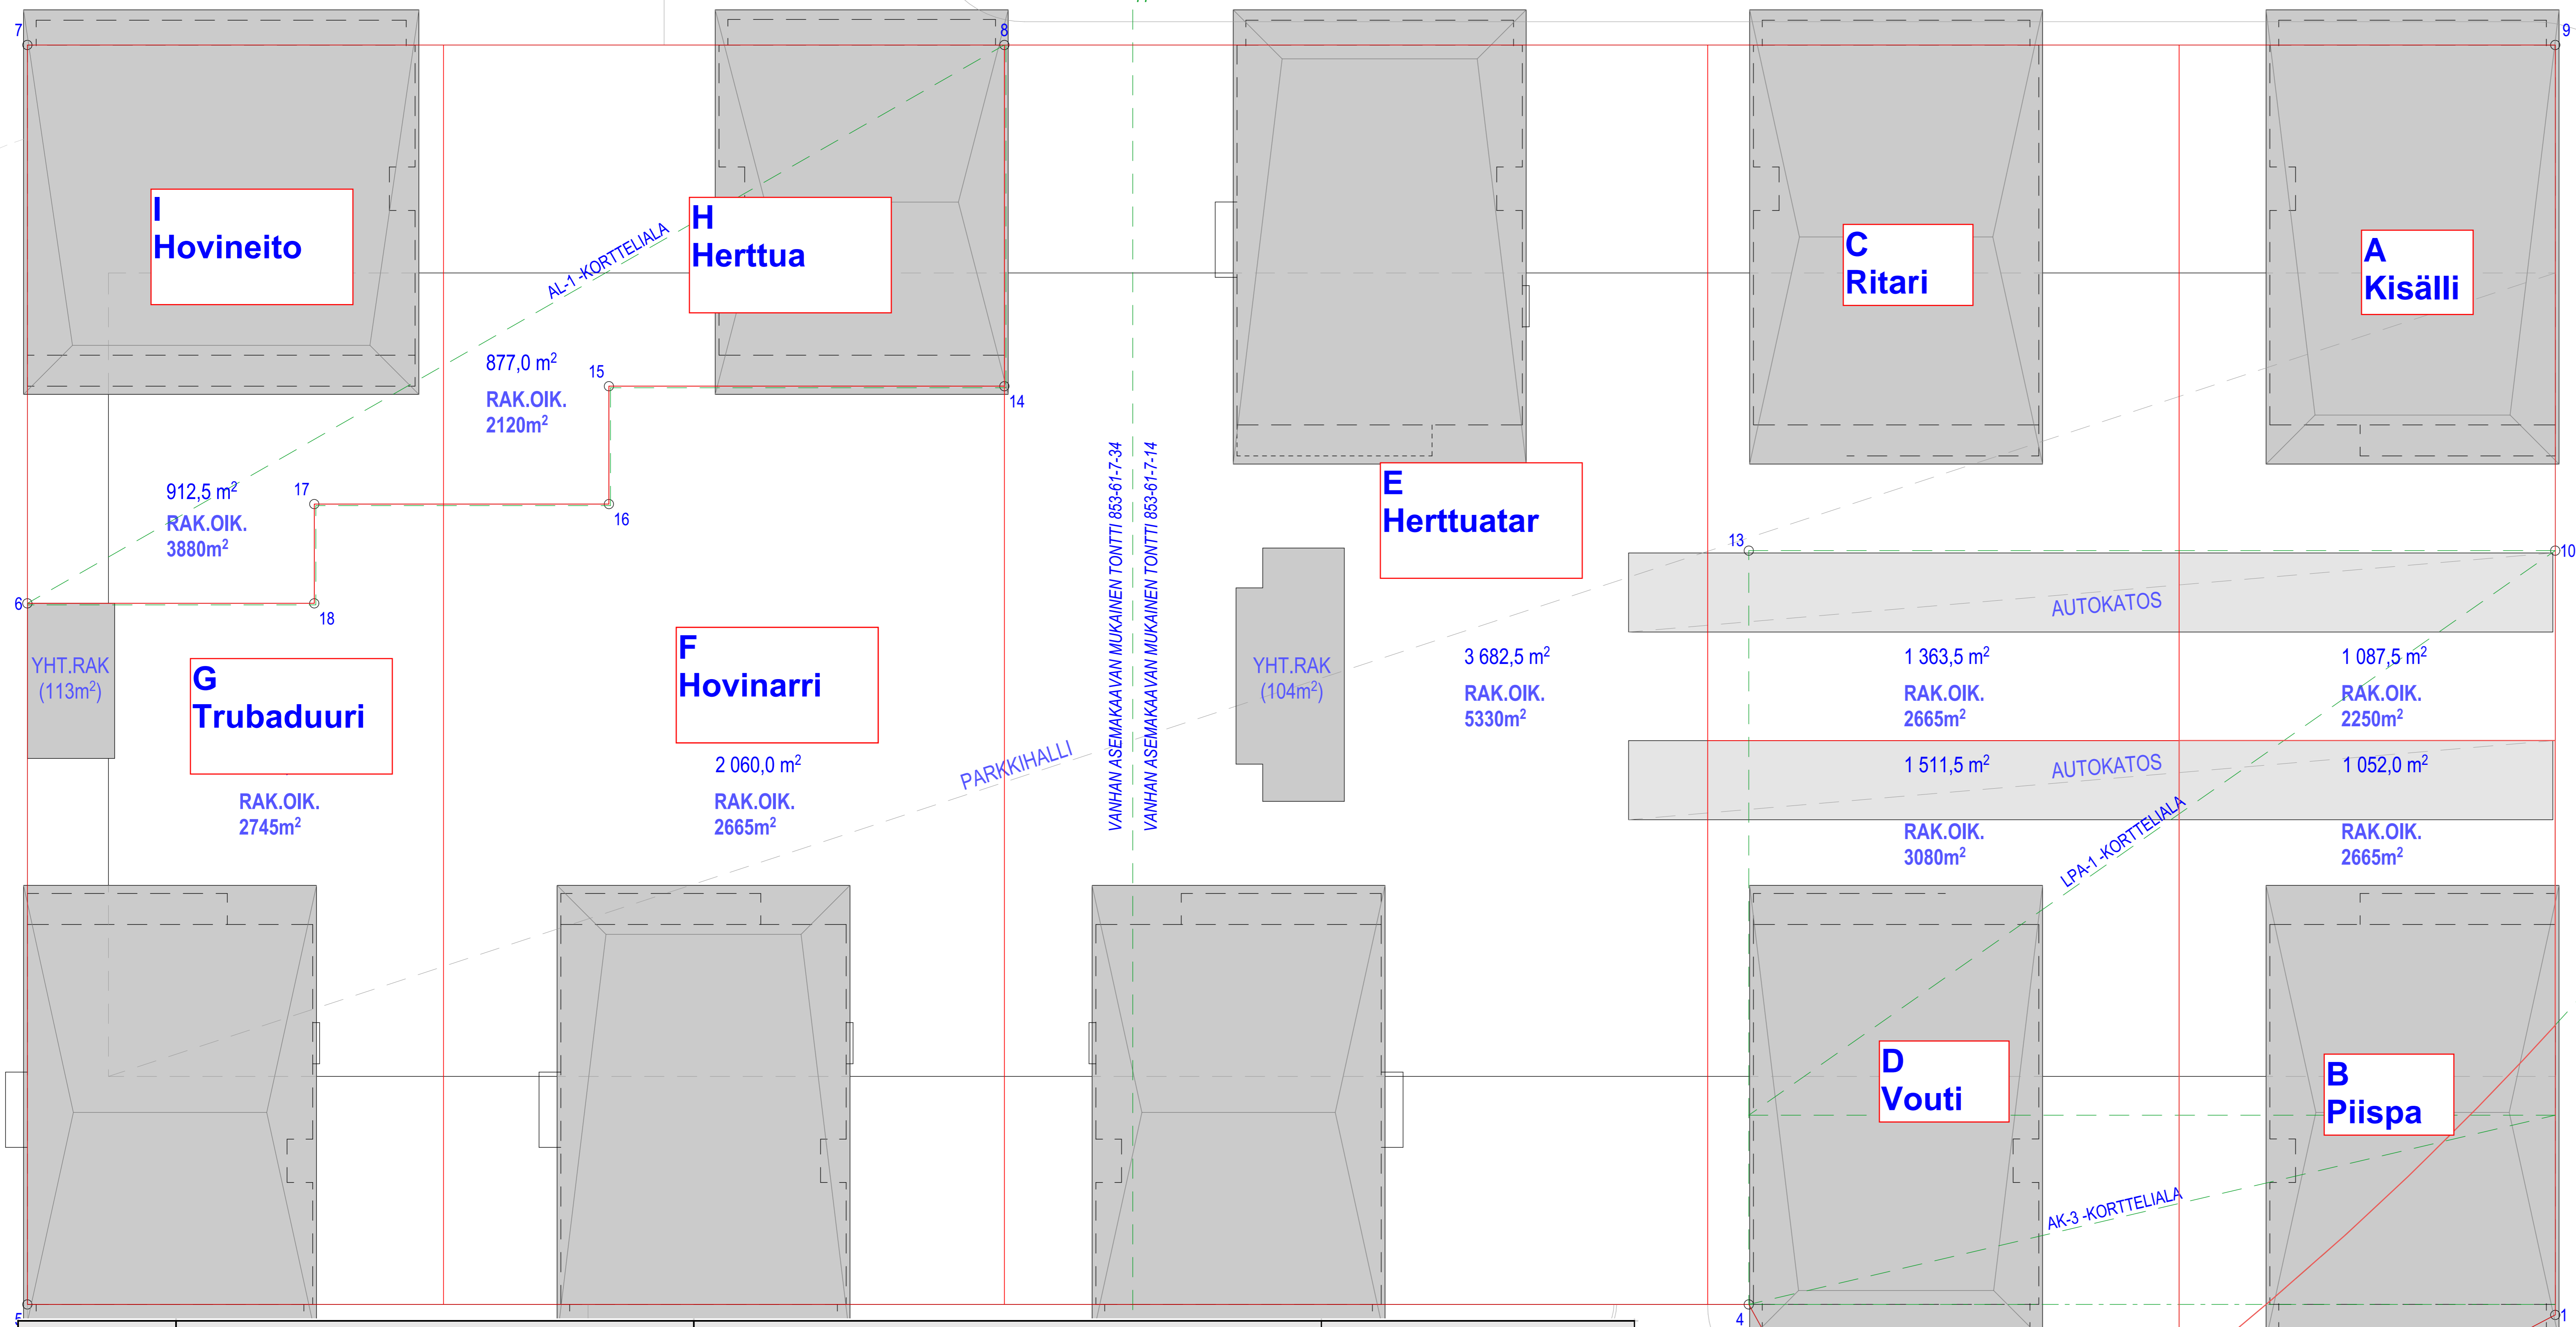 7
8
9
I
Hovineito
H
Herttua
C
Ritari
A
Kisälli
AL-1 -KORTTELIALA
877,0 m²
RAK.OIK.
2120m²
15
14
912,5 m²
RAK.OIK.
3880m²
17
16
VANHAN ASEMAKAAVAN MUKAINEN TONTTI 853-61-7-34
VANHAN ASEMAKAAVAN MUKAINEN TONTTI 853-61-7-14
E
Herttuatar
13
10
6
18
AUTOKATOS
YHT.RAK
(113m²)
G
Trubaduuri
F
Hovinarri
YHT.RAK
(104m²)
3 682,5 m²
RAK.OIK.
5330m²
1 363,5 m²
RAK.OIK.
2665m²
1 087,5 m²
RAK.OIK.
2250m²
PARKKIHALLI
2 060,0 m²
RAK.OIK.
2665m²
RAK.OIK.
2745m²
1 511,5 m²
AUTOKATOS
1 052,0 m²
RAK.OIK.
3080m²
LPA-1 -KORTTELIALA
RAK.OIK.
2665m²
D
Vouti
B
Piispa
AK-3 -KORTTELIALA
5
4
1